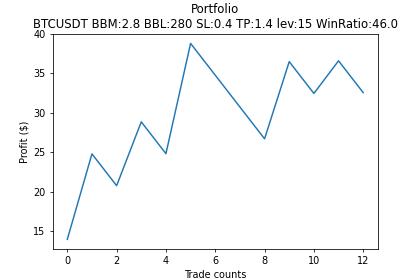 Portfolio
BTCUSDT BBM:2.8 BBL:280 SL:0.4 TP:1.4 lev:15 WinRatio:46.0
40
35
30
25
20
15
Profit ($)
0 2 4 6 8 10 12
Trade counts